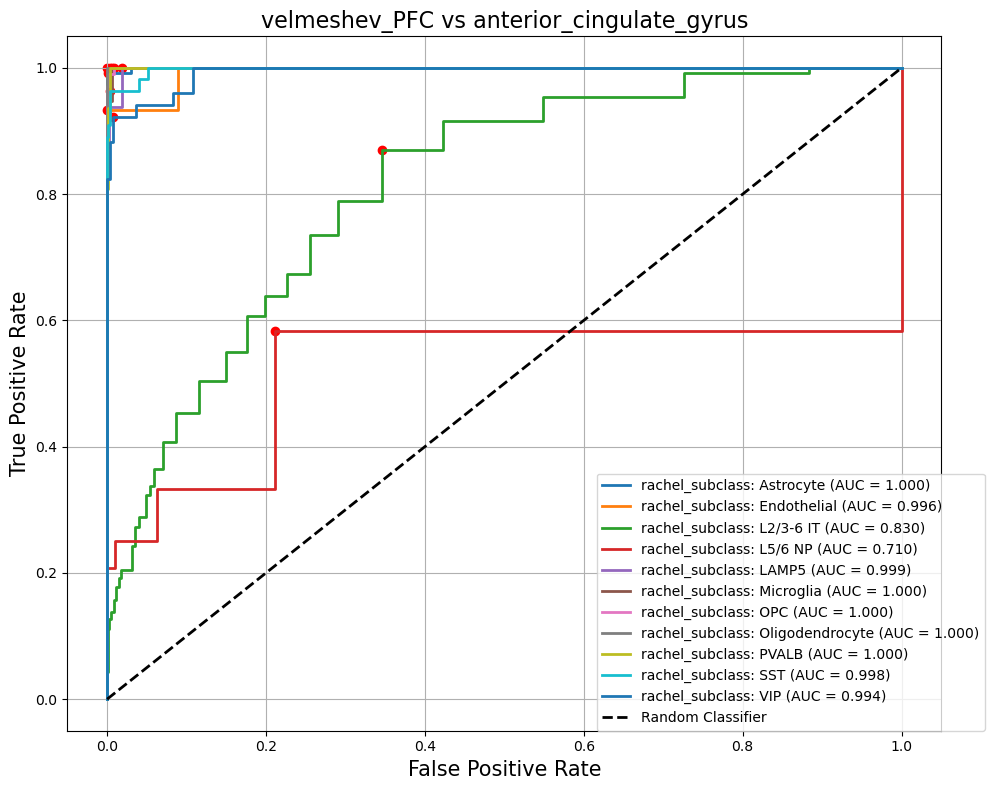 velmeshev_PFC vs anterior_cingulate_gyrus
True Positive Rate
1.0
0.8
0.6
0.4
0.2
0.0
rachel_subclass: Astrocyte (AUC = 1.000)
rachel_subclass: Endothelial (AUC = 0.996)
rachel_subclass: L2/3-6 IT (AUC = 0.830)
rachel_subclass: L5/6 NP (AUC = 0.710)
rachel_subclass: LAMP5 (AUC = 0.999)
rachel_subclass: Microglia (AUC = 1.000)
rachel_subclass: OPC (AUC = 1.000)
rachel_subclass: Oligodendrocyte (AUC = 1.000)
rachel_subclass: PVALB (AUC = 1.000)
rachel_subclass: SST (AUC = 0.998)
rachel_subclass: VIP (AUC = 0.994)
Random Classifier
0.0 0.2 0.4 0.6 0.8 1.0
False Positive Rate